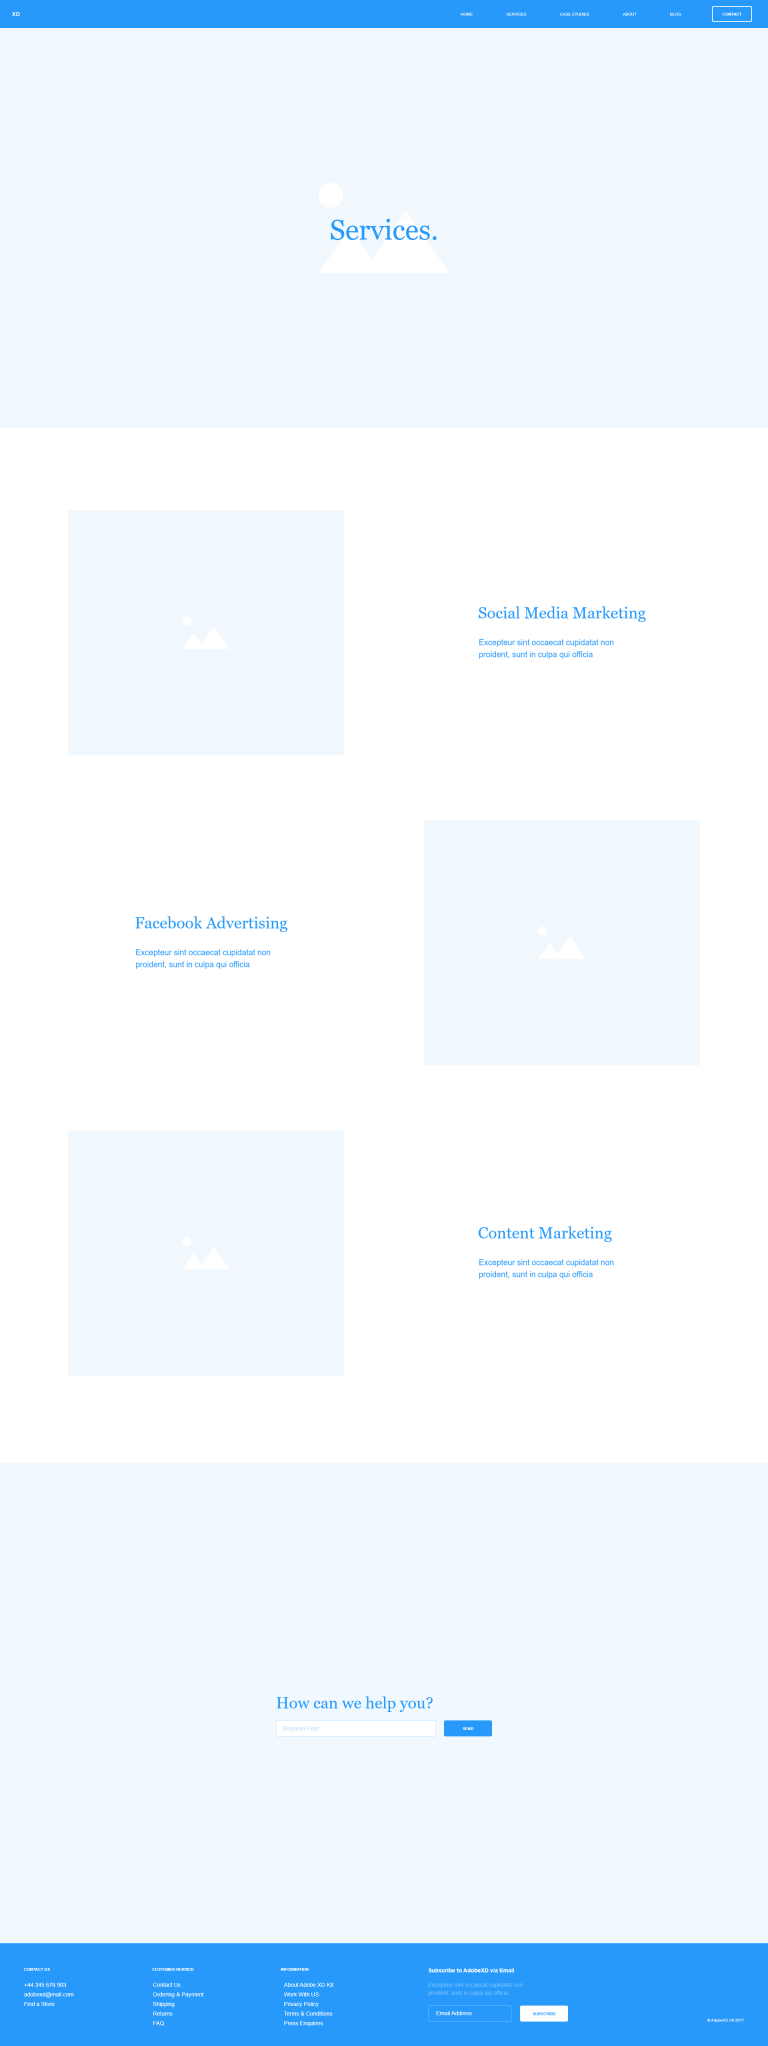 XD
HOME SERVICES CASE STUDIES ABOUT BLOG CONTACT
Services.
Social Media Marketing
Excepteur sint occaecat cupidatat non
proident, sunt in culpa qui officia
Facebook Advertising
Excepteur sint occaecat cupidatat non
proident, sunt in culpa qui officia
Content Marketing
Excepteur sint occaecat cupidatat non
proident, sunt in culpa qui officia
How can we help you?
Required Field
SEND
CONTACT US
+44 345 678 903
adobexd@mail.com
Find a Store
CUSTOMER SERVICE
Contact Us
Ordering & Payment
Shipping
Returns
FAQ
INFORMATION
About Adobe XD Kit
Work With US
Privacy Policy
Terms & Conditions
Press Enquiries
Subscribe to AdobeXD via Email
Excepteur sint occaecat cupidatat non
proident, sunt in culpa qui officia
Email Address
SUBSCRIBE
© AdobeXD Kit 2017